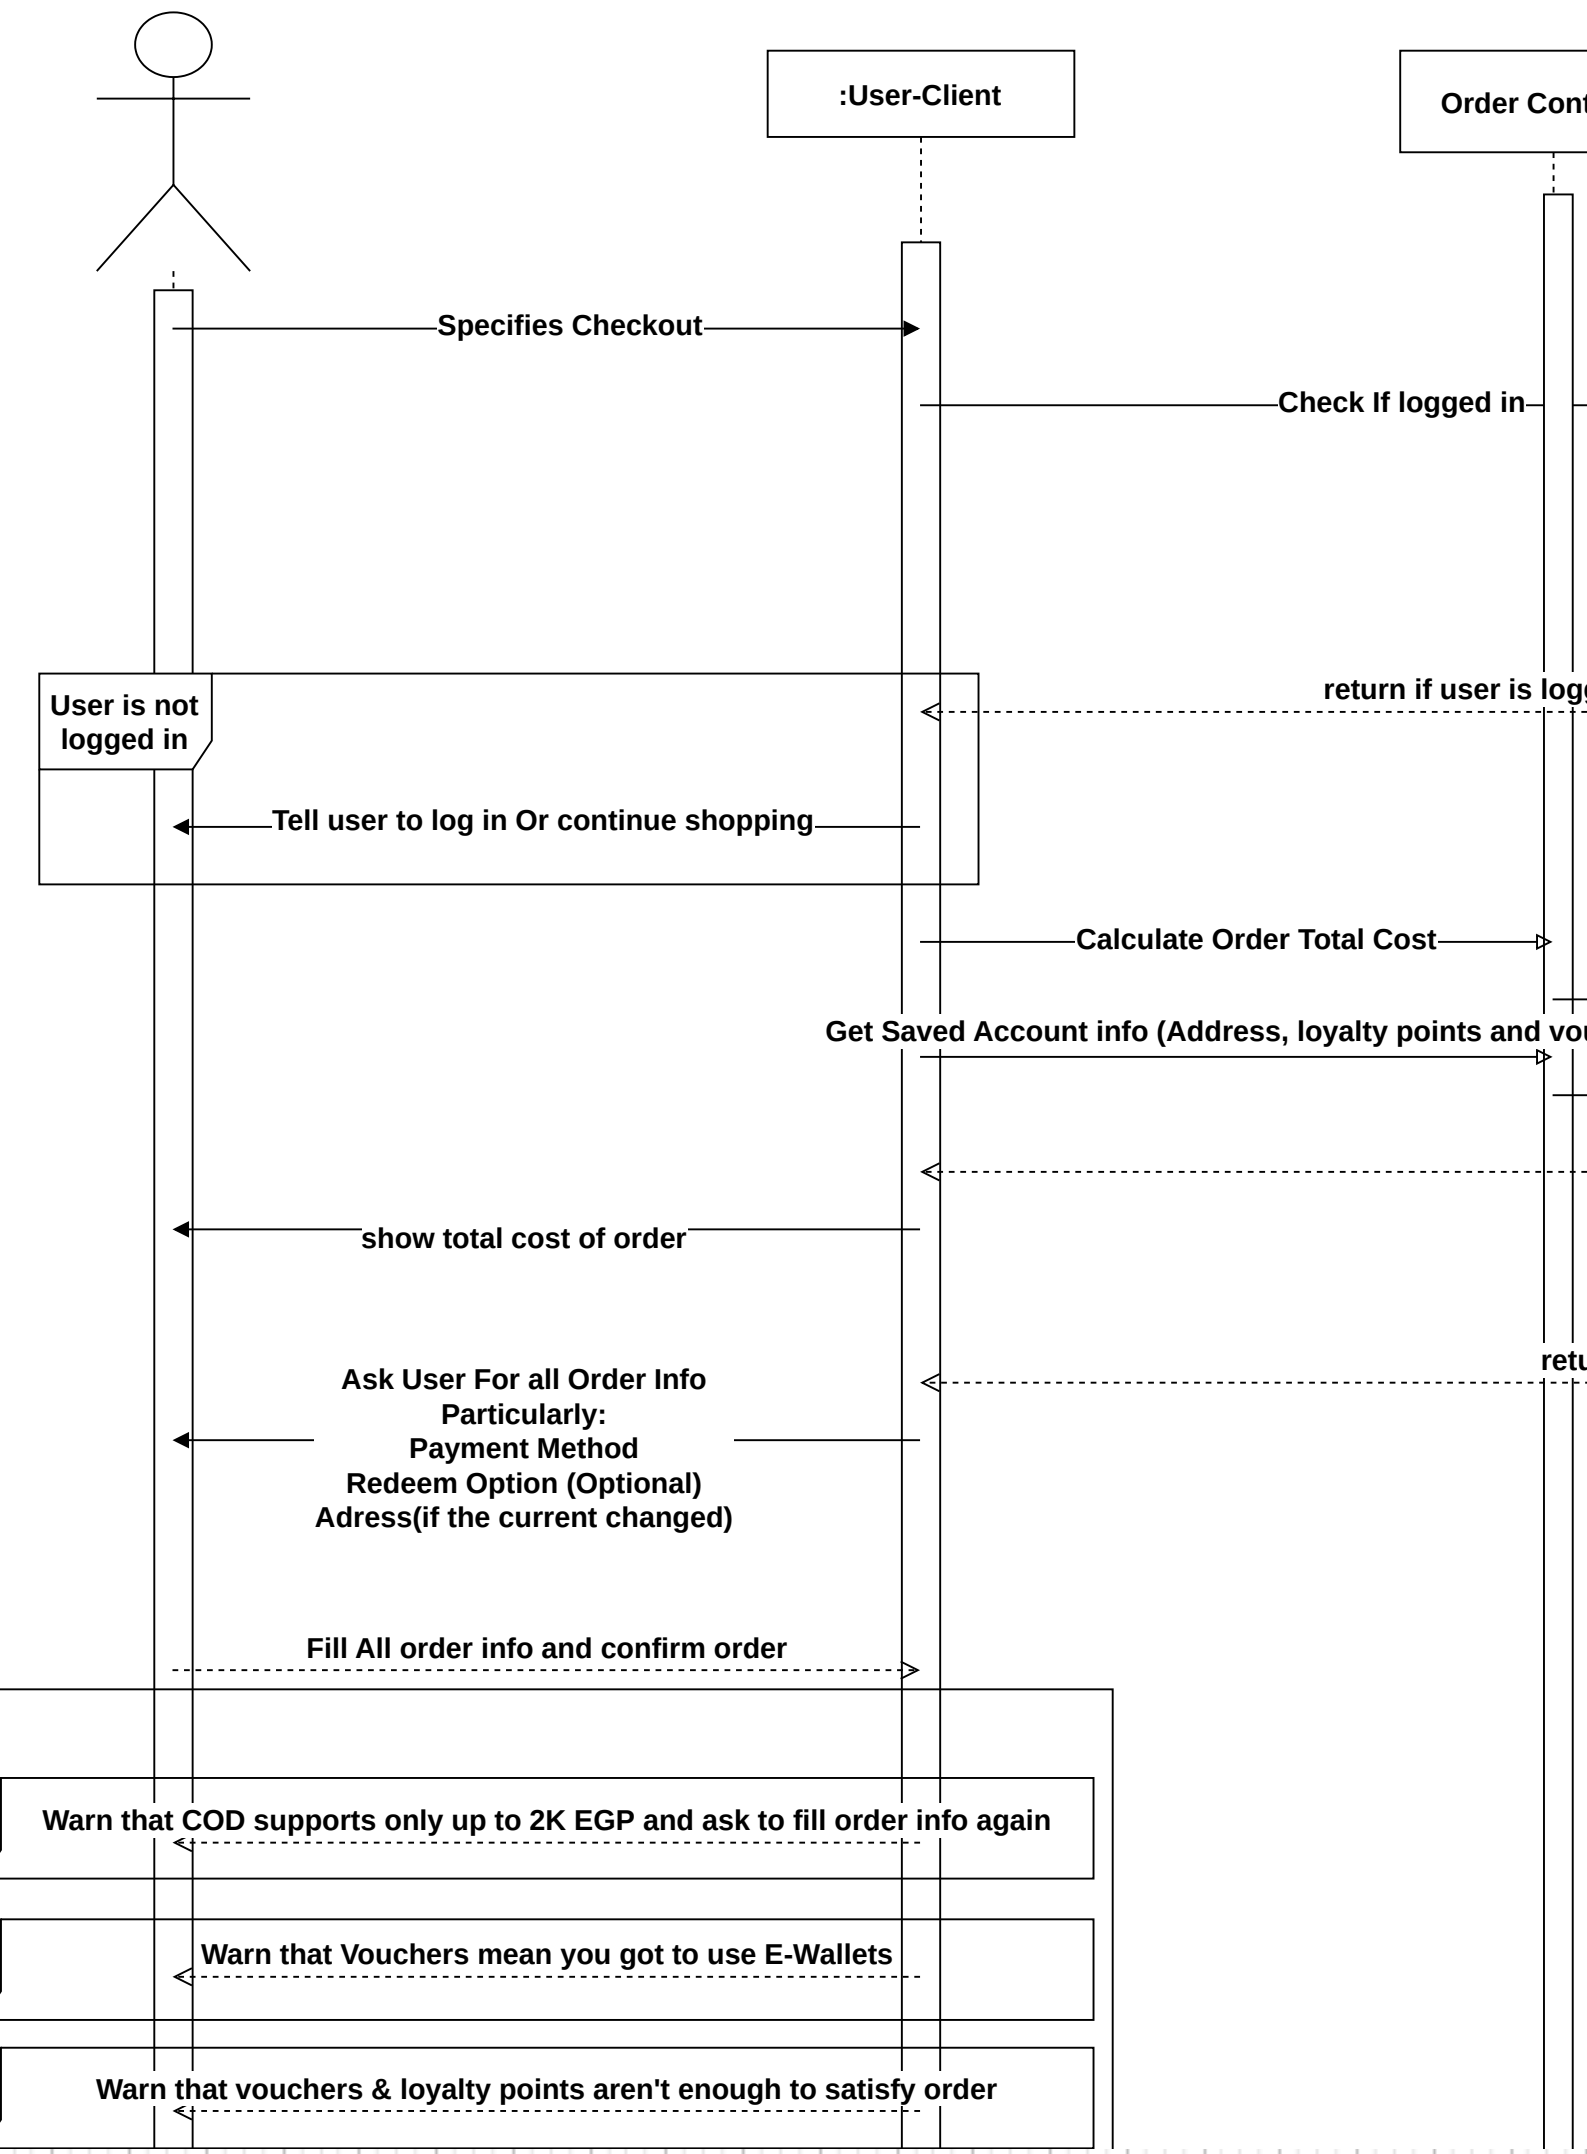 :User-Client
Order Cont
Specifies Checkout
Check If logged in
User is not
logged in
return if user is logg
Tell user to log in Or continue shopping
Calculate Order Total Cost
Get Saved Account info (Address, loyalty points and vou
show total cost of order
retu
Ask User For all Order Info
Particularly:
Payment Method
Redeem Option (Optional)
Adress(if the current changed)
Fill All order info and confirm order
Warn that COD supports only up to 2K EGP and ask to fill order info again
Warn that Vouchers mean you got to use E-Wallets
Warn that vouchers & loyalty points aren't enough to satisfy order